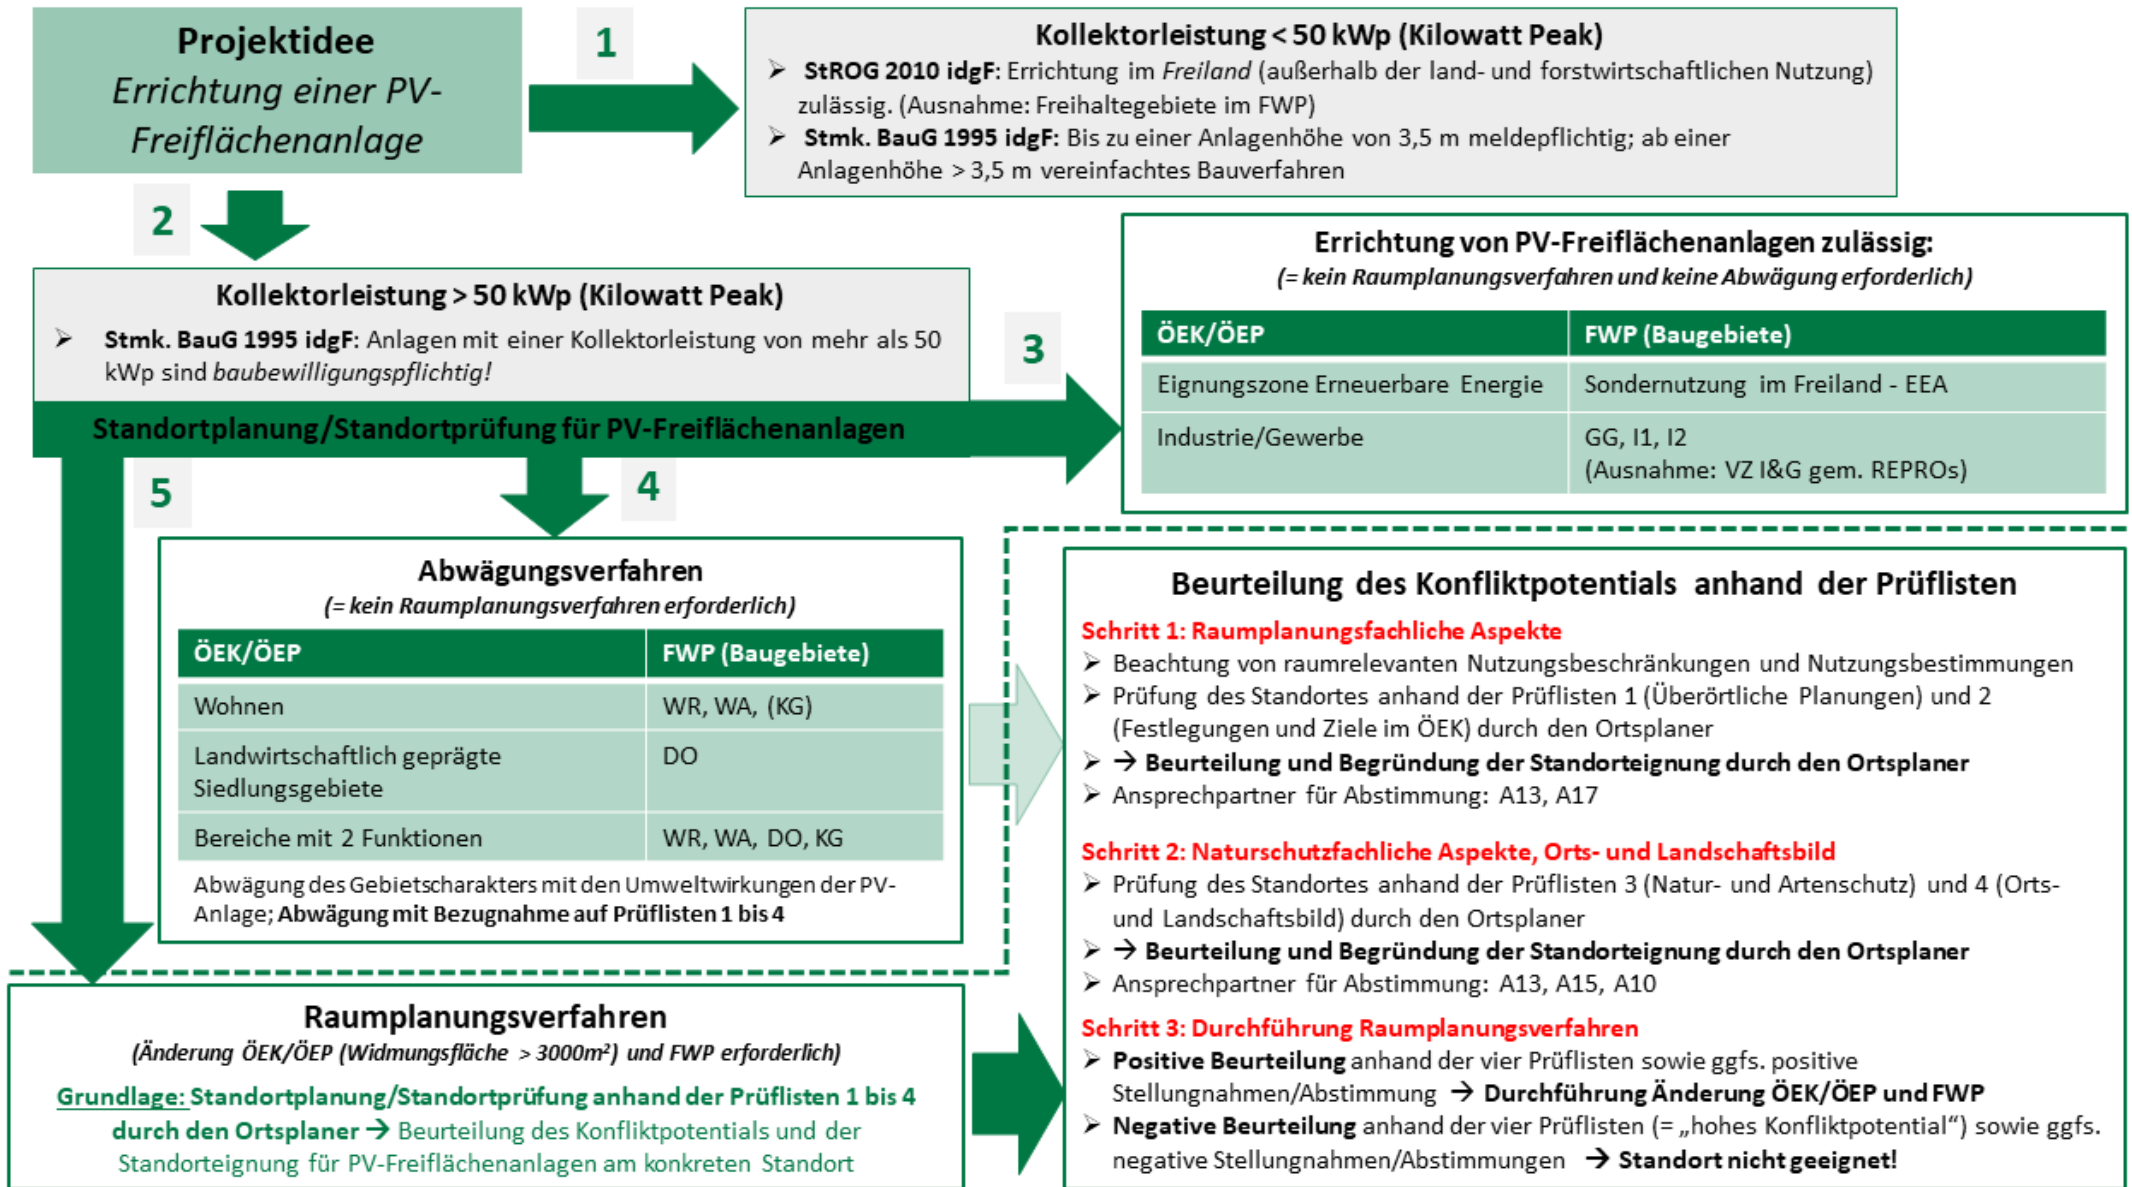 Projektidee
Errichtung einer PV-
Freiflächenanlage
1
Kollektorleistung < 50 kWp (Kilowatt Peak)
➢ StROG 2010 idgF: Errichtung im Freiland (außerhalb der land- und forstwirtschaftlichen Nutzung)
zulässig. (Ausnahme: Freihaltegebiete im FWP)
➢ Stmk. BauG 1995 idgF: Bis zu einer Anlagenhöhe von 3,5 m meldepflichtig; ab einer
Anlagenhöhe > 3,5 m vereinfachtes Bauverfahren
2
Kollektorleistung > 50 kWp (Kilowatt Peak)
➢ Stmk. BauG 1995 idgF: Anlagen mit einer Kollektorleistung von mehr als 50
kWp sind baubewilligungspflichtig!
Standortplanung/Standortprüfung für PV-Freiflächenanlagen
3
Errichtung von PV-Freiflächenanlagen zulässig:
(= kein Raumplanungsverfahren und keine Abwägung erforderlich)
ÖEK/ÖEP FWP (Baugebiete)
Eignungszone Erneuerbare Energie Sondernutzung im Freiland - EEA
Industrie/Gewerbe GG, I1, I2
(Ausnahme: VZ I&G gem. REPROs)
4
Abwägungsverfahren
(= kein Raumplanungsverfahren erforderlich)
ÖEK/ÖEP FWP (Baugebiete)
Wohnen WR, WA, (KG)
Landwirtschaftlich geprägte DO
Siedlungsgebiete
Bereiche mit 2 Funktionen WR, WA, DO, KG
Abwägung des Gebietscharakters mit den Umweltwirkungen der PV-
Anlage; Abwägung mit Bezugnahme auf Prüflisten 1 bis 4
5
Raumplanungsverfahren
(Änderung ÖEK/ÖEP (Widmungsfläche > 3000m²) und FWP erforderlich)
Grundlage: Standortplanung/Standortprüfung anhand der Prüflisten 1 bis 4
durch den Ortsplaner → Beurteilung des Konfliktpotentials und der
Standorteignung für PV-Freiflächenanlagen am konkreten Standort
Beurteilung des Konfliktpotentials anhand der Prüflisten
Schritt 1: Raumplanungsfachliche Aspekte
➢ Beachtung von raumrelevanten Nutzungsbeschränkungen und Nutzungsbestimmungen
➢ Prüfung des Standortes anhand der Prüflisten 1 (Überörtliche Planungen) und 2
(Festlegungen und Ziele im ÖEK) durch den Ortsplaner
➢ → Beurteilung und Begründung der Standorteignung durch den Ortsplaner
➢ Ansprechpartner für Abstimmung: A13, A17
Schritt 2: Naturschutzfachliche Aspekte, Orts- und Landschaftsbild
➢ Prüfung des Standortes anhand der Prüflisten 3 (Natur- und Artenschutz) und 4 (Orts-
und Landschaftsbild) durch den Ortsplaner
➢ → Beurteilung und Begründung der Standorteignung durch den Ortsplaner
➢ Ansprechpartner für Abstimmung: A13, A15, A10
Schritt 3: Durchführung Raumplanungsverfahren
➢ Positive Beurteilung anhand der vier Prüflisten sowie ggfs. positive
Stellungnahmen/Abstimmung → Durchführung Änderung ÖEK/ÖEP und FWP
➢ Negative Beurteilung anhand der vier Prüflisten (= „hohes Konfliktpotential“) sowie ggfs.
negative Stellungnahmen/Abstimmungen → Standort nicht geeignet!